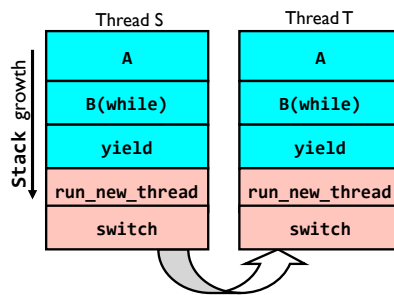 Thread S
Thread T
Stack growth
A
B(while)
yield
run_new_thread
switch
A
B(while)
yield
run_new_thread
switch